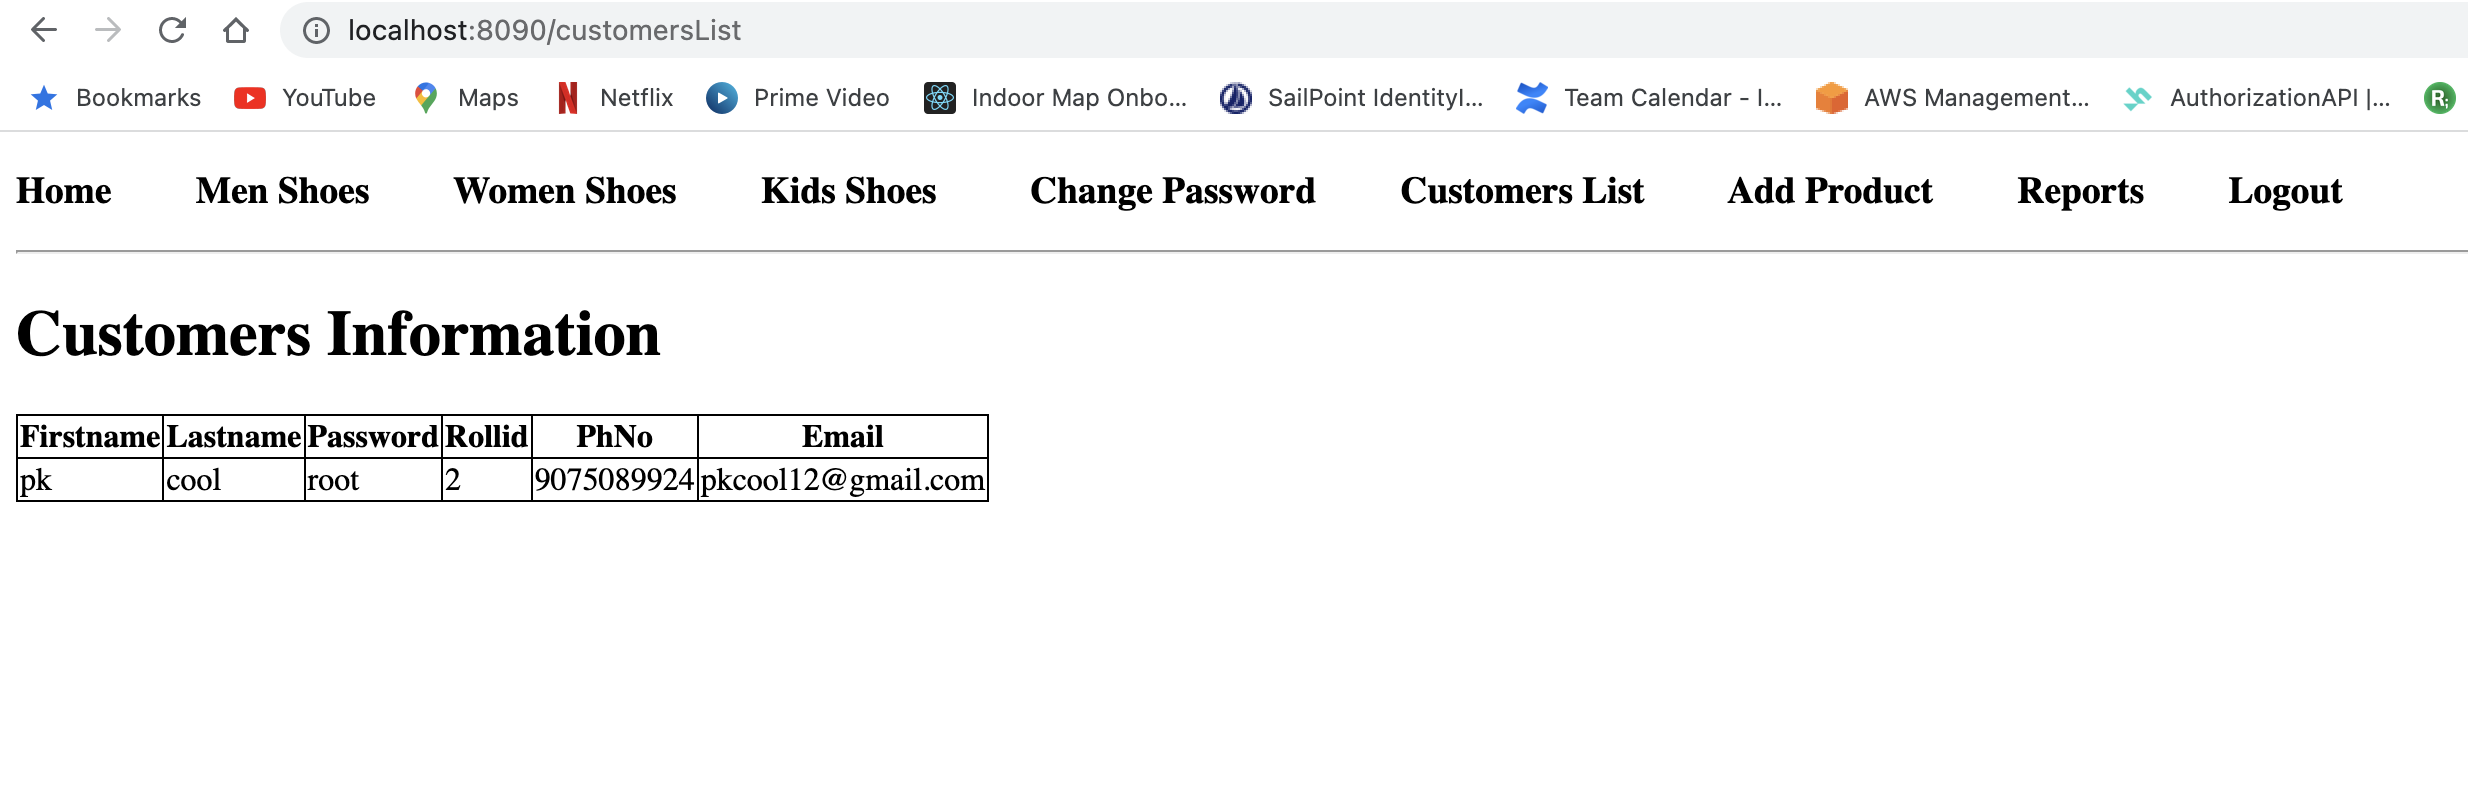 localhost:8090/customersList
Bookmarks YouTube Maps Netflix Prime Video Indoor Map Onbo... SailPoint IdentityI... Team Calendar - I... AWS Management... AuthorizationAPI |... R;
Home Men Shoes Women Shoes Kids Shoes Change Password Customers List Add Product Reports Logout
Customers Information
Firstname Lastname Password Rollid PhNo Email
pk cool root 2 9075089924 pkcool12@gmail.com